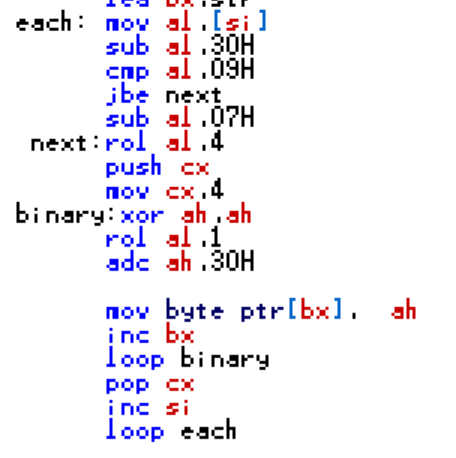 lea bx,str
each: mov al,[si]
sub al,30H
cmp al,09H
jbe next
sub al,07H
next:rol al,4
push cx
mov cx,4
binary:xor ah,ah
rol al,1
adc ah,30H
mov byte ptr[bx], ah
inc bx
loop binary
pop cx
inc si
loop each